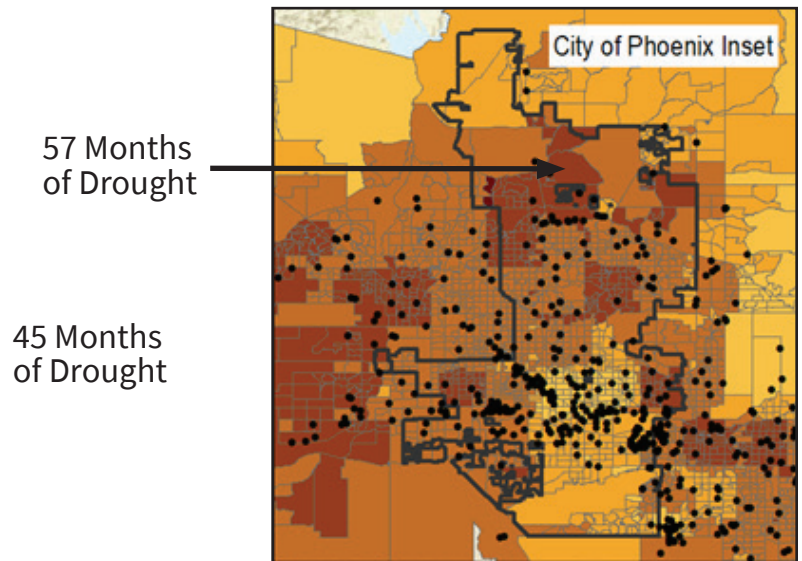 City of Phoenix Inset
57 Months
of Drought
45 Months
of Drought